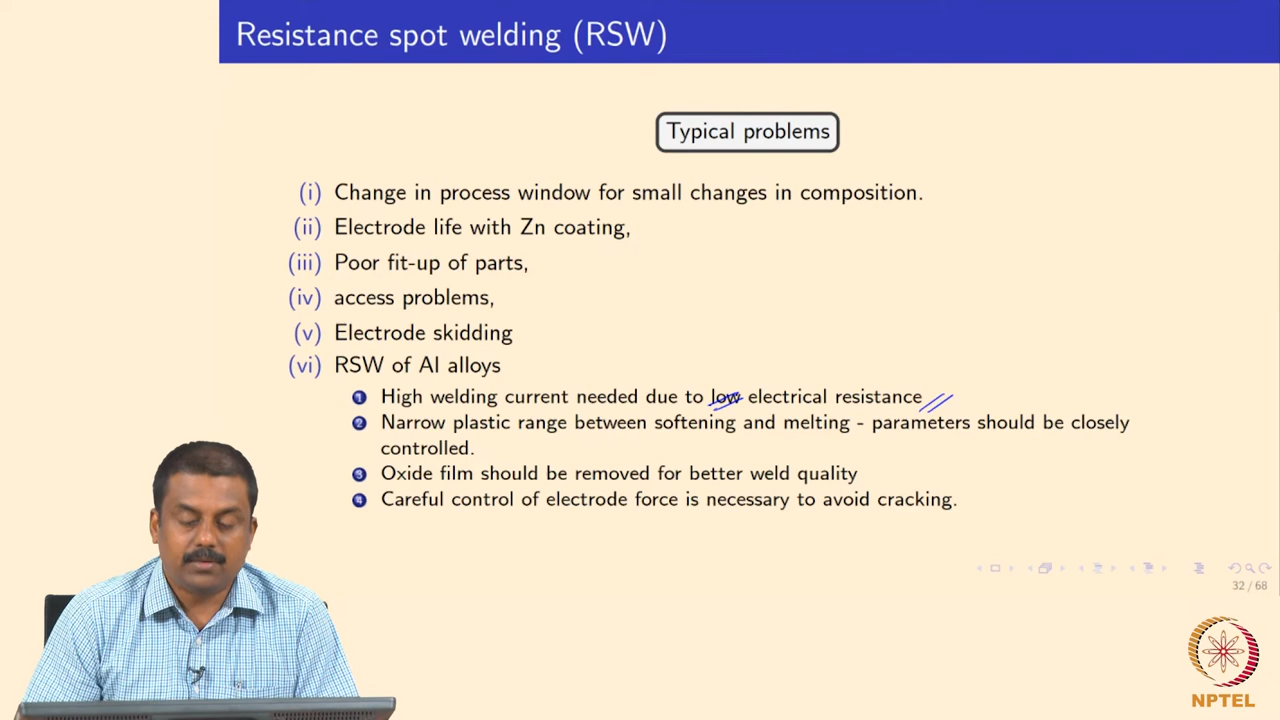 Resistance spot welding (RSW)
Typical problems
(i) Change in process window for small changes in composition.
(ii) Electrode life with Zn coating,
(iii) Poor fit-up of parts,
(iv) access problems,
(v) Electrode skidding
(vi) RSW of Al alloys
1 High welding current needed due to low electrical resistance
2 Narrow plastic range between softening and melting - parameters should be closely
controlled.
3 Oxide film should be removed for better weld quality
4 Careful control of electrode force is necessary to avoid cracking.
32 / 68
NPTEL